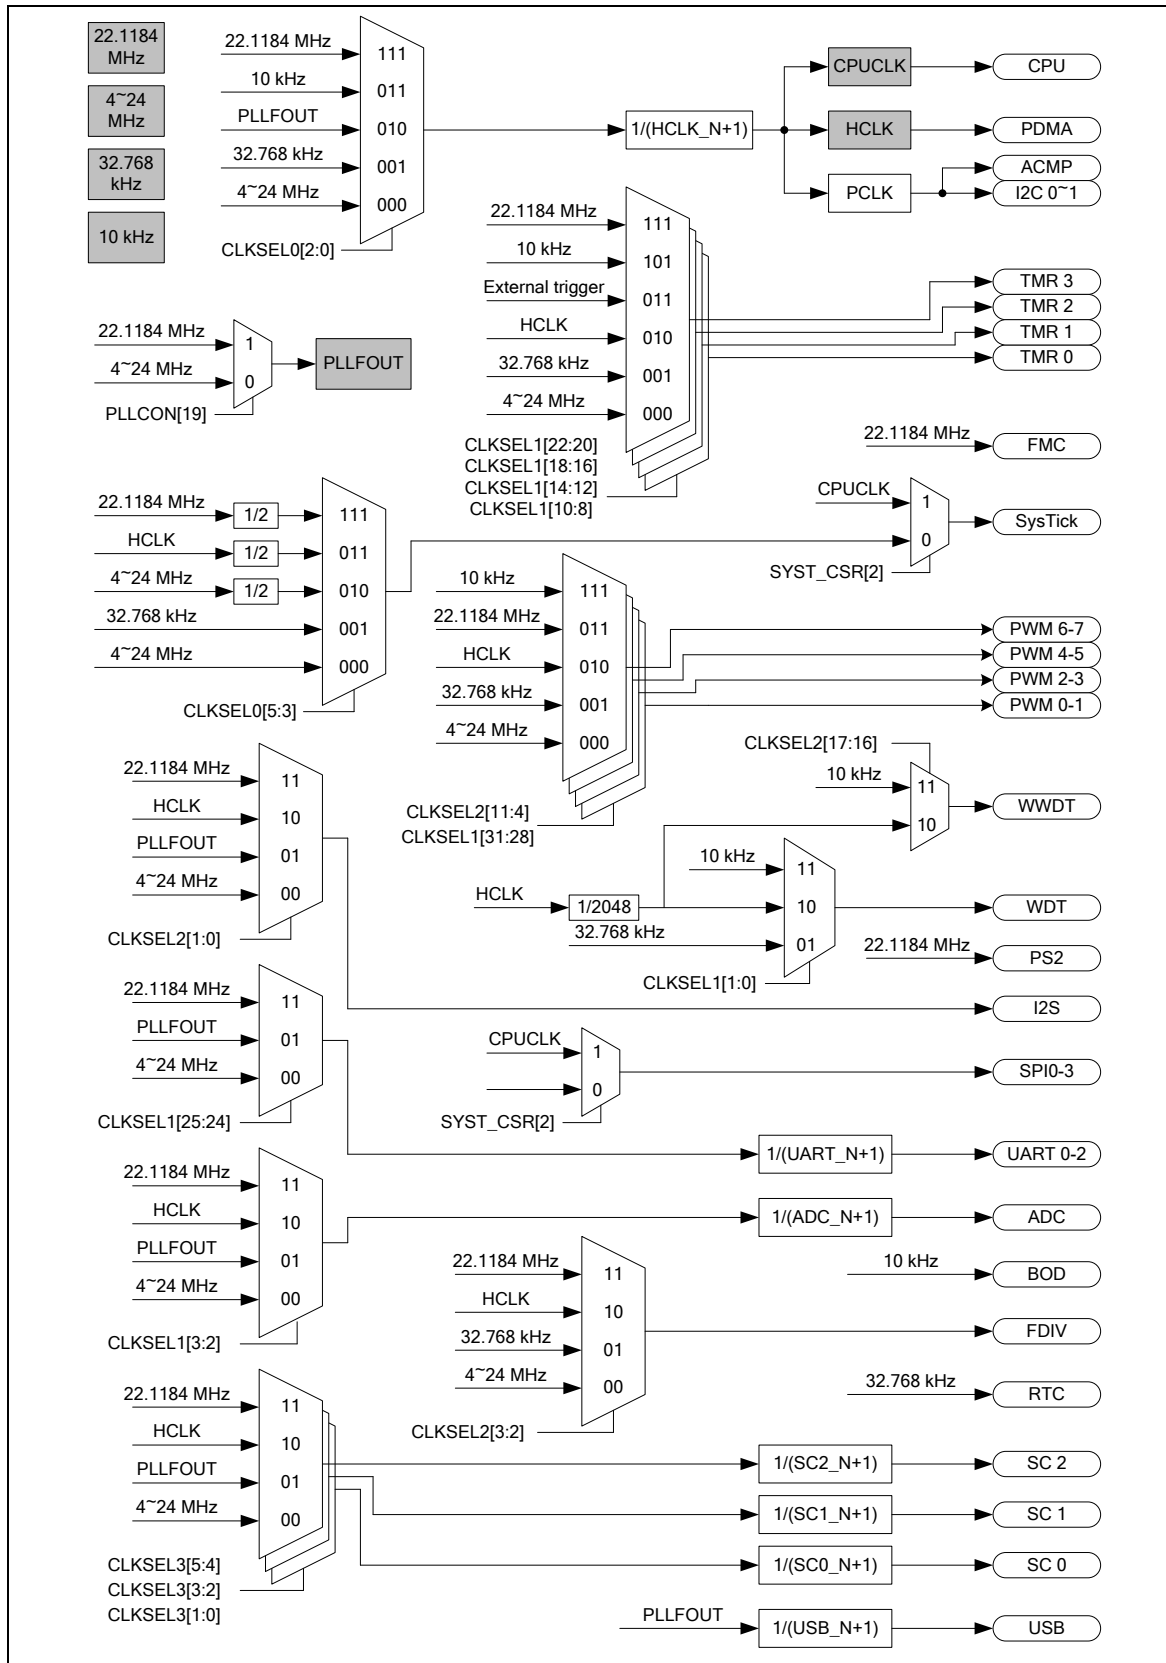 22.1184
MHz
4~24
MHz
32.768
kHz
10 kHz
22.1184 MHz
111
10 kHz
011
PLLFOUT
010
32.768 kHz
001
4~24 MHz
000
CLKSEL0[2:0]
1/(HCLK_N+1)
CPUCLK
CPU
HCLK
PDMA
PCLK
ACMP
I2C 0~1
22.1184 MHz
111
10 kHz
101
External trigger
011
HCLK
010
32.768 kHz
001
4~24 MHz
000
CLKSEL1[22:20]
CLKSEL1[18:16]
CLKSEL1[14:12]
CLKSEL1[10:8]
TMR 3
TMR 2
TMR 1
TMR 0
22.1184 MHz
1
4~24 MHz
0
PLLCON[19]
PLLFOUT
22.1184 MHz
FMC
22.1184 MHz
1/2
111
HCLK
1/2
011
4~24 MHz
1/2
010
32.768 kHz
001
4~24 MHz
000
CLKSEL0[5:3]
CPUCLK
1
0
SYST_CSR[2]
SysTick
10 kHz
111
22.1184 MHz
011
HCLK
010
32.768 kHz
001
4~24 MHz
000
CLKSEL2[11:4]
CLKSEL1[31:28]
PWM 6-7
PWM 4-5
PWM 2-3
PWM 0-1
CLKSEL2[17:16]
10 kHz
11
10
WWDT
22.1184 MHz
11
HCLK
10
PLLFOUT
01
4~24 MHz
00
CLKSEL2[1:0]
10 kHz
11
HCLK
1/2048
10
32.768 kHz
01
CLKSEL1[1:0]
WDT
22.1184 MHz
PS2
I2S
22.1184 MHz
11
PLLFOUT
01
4~24 MHz
00
CLKSEL1[25:24]
CPUCLK
1
0
SYST_CSR[2]
SPI0-3
1/(UART_N+1)
UART 0-2
22.1184 MHz
11
HCLK
10
PLLFOUT
01
4~24 MHz
00
CLKSEL1[3:2]
1/(ADC_N+1)
ADC
22.1184 MHz
11
HCLK
10
32.768 kHz
01
4~24 MHz
00
CLKSEL2[3:2]
10 kHz
BOD
FDIV
32.768 kHz
RTC
22.1184 MHz
11
HCLK
10
PLLFOUT
01
4~24 MHz
00
CLKSEL3[5:4]
CLKSEL3[3:2]
CLKSEL3[1:0]
1/(SC2_N+1)
SC 2
1/(SC1_N+1)
SC 1
1/(SC0_N+1)
SC 0
PLLFOUT
1/(USB_N+1)
USB